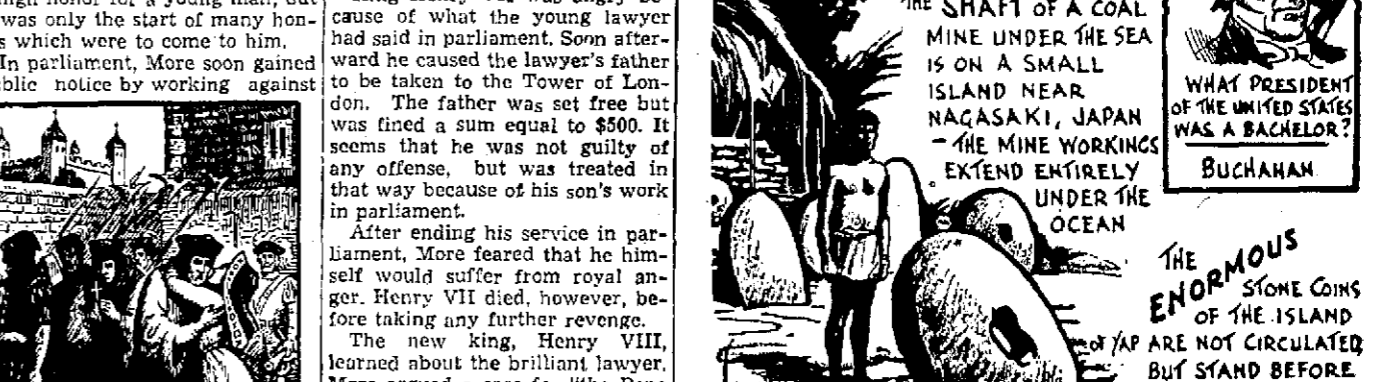 high honor for a young man, but
was only the start of many hon-
s which were to come to him.
In parliament, More soon gained
blic notice by working against
cause of what the young lawyer
had said in parliament. Soon after-
ward he caused the lawyer's father
to be taken to the Tower of Lon-
don. The father was set free but
was fined a sum equal to $500. It
seems that he was not guilty of
any offense, but was treated in
that way because of his son's work
in parliament.
After ending his service in par-
liament, More feared that he him-
self would suffer from royal an-
ger. Henry VII died, however, be-
fore taking any further revenge.
The new king, Henry VIII,
learned about the brilliant lawyer.
THE SHAFT OF A COAL
MINE UNDER THE SEA
IS ON A SMALL
ISLAND NEAR
NAGASAKI, JAPAN
- THE MINE WORKINGS
EXTEND ENTIRELY
UNDER THE
OCEAN
WHAT PRESIDENT
OF THE UNITED STATES
WAS A BACHELOR?
BUCHANAN
THE
ENORMOUS
STONE COINS
OF THE ISLAND
of YAP ARE NOT CIRCULATED
BUT STAND BEFORE